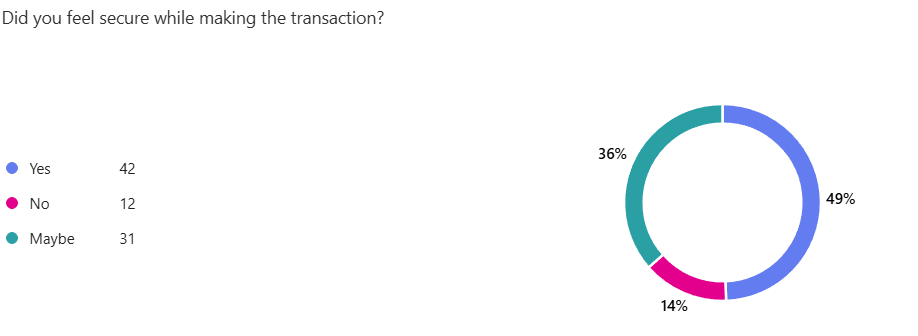 Did you feel secure while making the transaction?
Yes 42
No 12
Maybe 31
36%
49%
14%